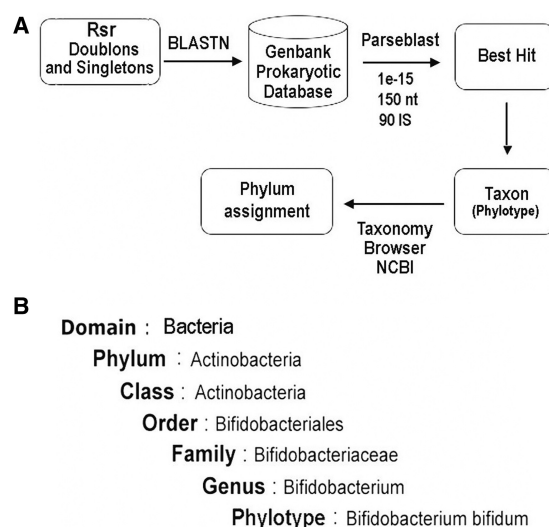 A
Rsr
Doublons
and Singletons
BLASTN
Genbank
Prokaryotic
Database
Parseblast
1e-15
150 nt
90 IS
Best Hit
Taxon
(Phylotype)
Taxonomy
Browser
NCBI
Phylum
assignment
B
Domain : Bacteria
Phylum : Actinobacteria
Class : Actinobacteria
Order : Bifidobacteriales
Family : Bifidobacteriaceae
Genus : Bifidobacterium
Phylotype : Bifidobacterium bifidum